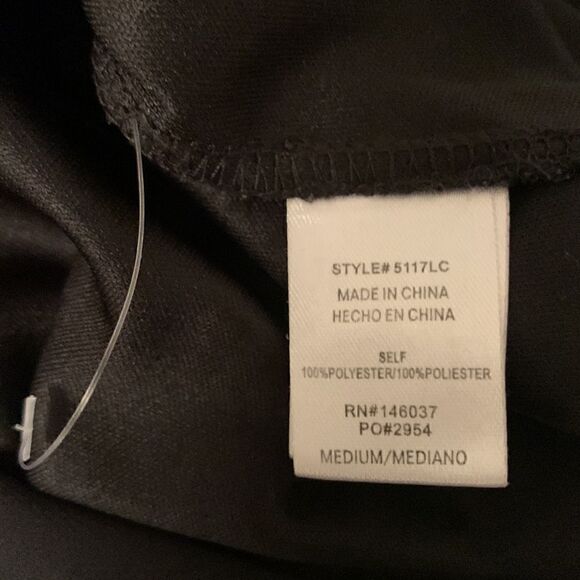 STYLE# 5117LC
MADE IN CHINA
HECHO EN CHINA
SELF
100%POLYESTER/100%POLIESTER
RN#146037
PO#2954
MEDIUM/MEDIANO